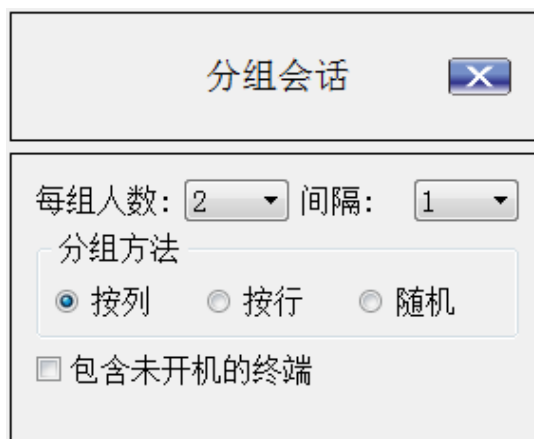 分组会话
每组人数: 2 间隔: 1
分组方法
按列 按行 随机
包含未开机的终端